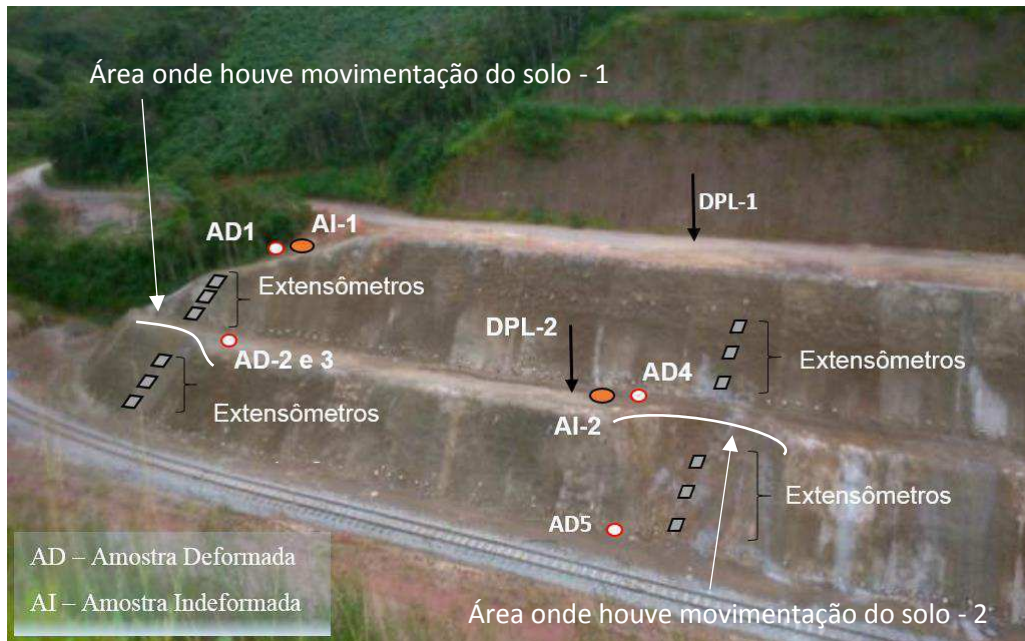 Área onde houve movimentação do solo - 1
DPL-1
AD1
AI-1
Extensômetros
DPL-2
AD-2 e 3
AD4
Extensômetros
Extensômetros
AI-2
Extensômetros
AD5
AD – Amostra Deformada
AI – Amostra Indeformada
Área onde houve movimentação do solo - 2